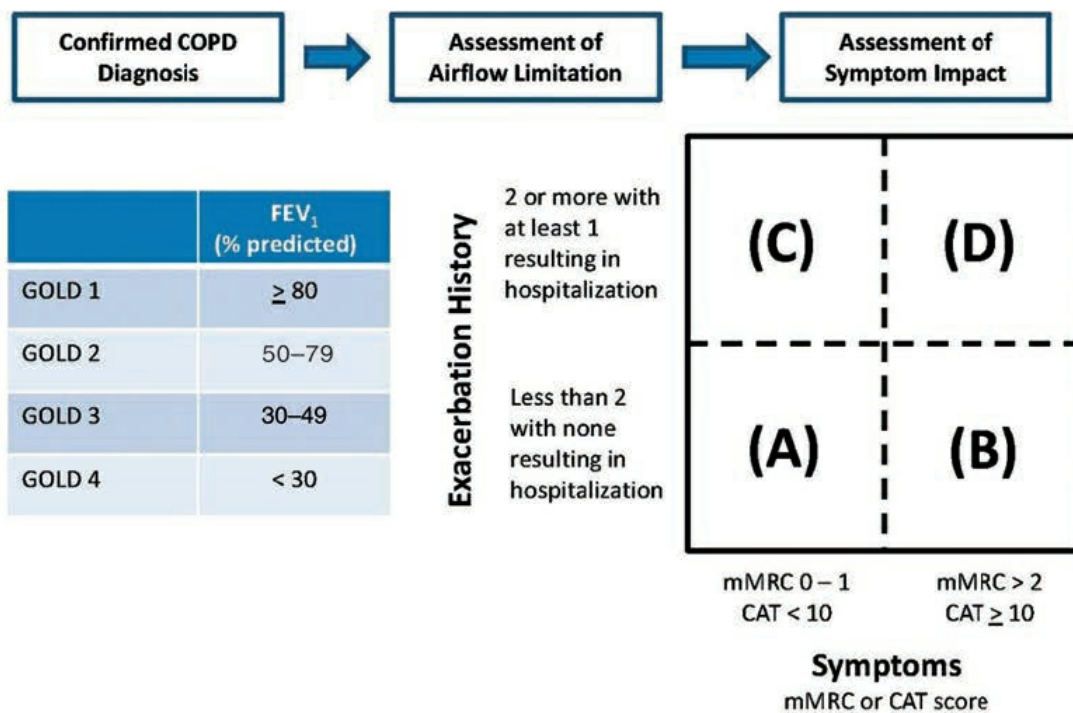 Confirmed COPD
Diagnosis
Assessment of
Airflow Limitation
Assessment of
Symptom Impact
FEV₁
(% predicted)
GOLD 1
≥ 80
GOLD 2
50–79
GOLD 3
30–49
GOLD 4
< 30
Exacerbation History
2 or more with
at least 1
resulting in
hospitalization
Less than 2
with none
resulting in
hospitalization
(C)
(D)
(A)
(B)
mMRC 0 – 1
CAT < 10
mMRC > 2
CAT ≥ 10
Symptoms
mMRC or CAT score